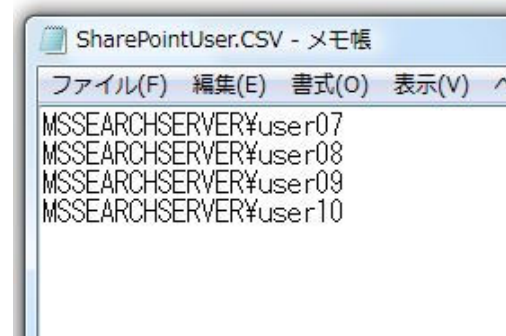 SharePointUser.CSV - メモ帳
ファイル(F) 編集(E) 書式(O) 表示(V)
MSSEARCHSERVER¥user07
MSSEARCHSERVER¥user08
MSSEARCHSERVER¥user09
MSSEARCHSERVER¥user10